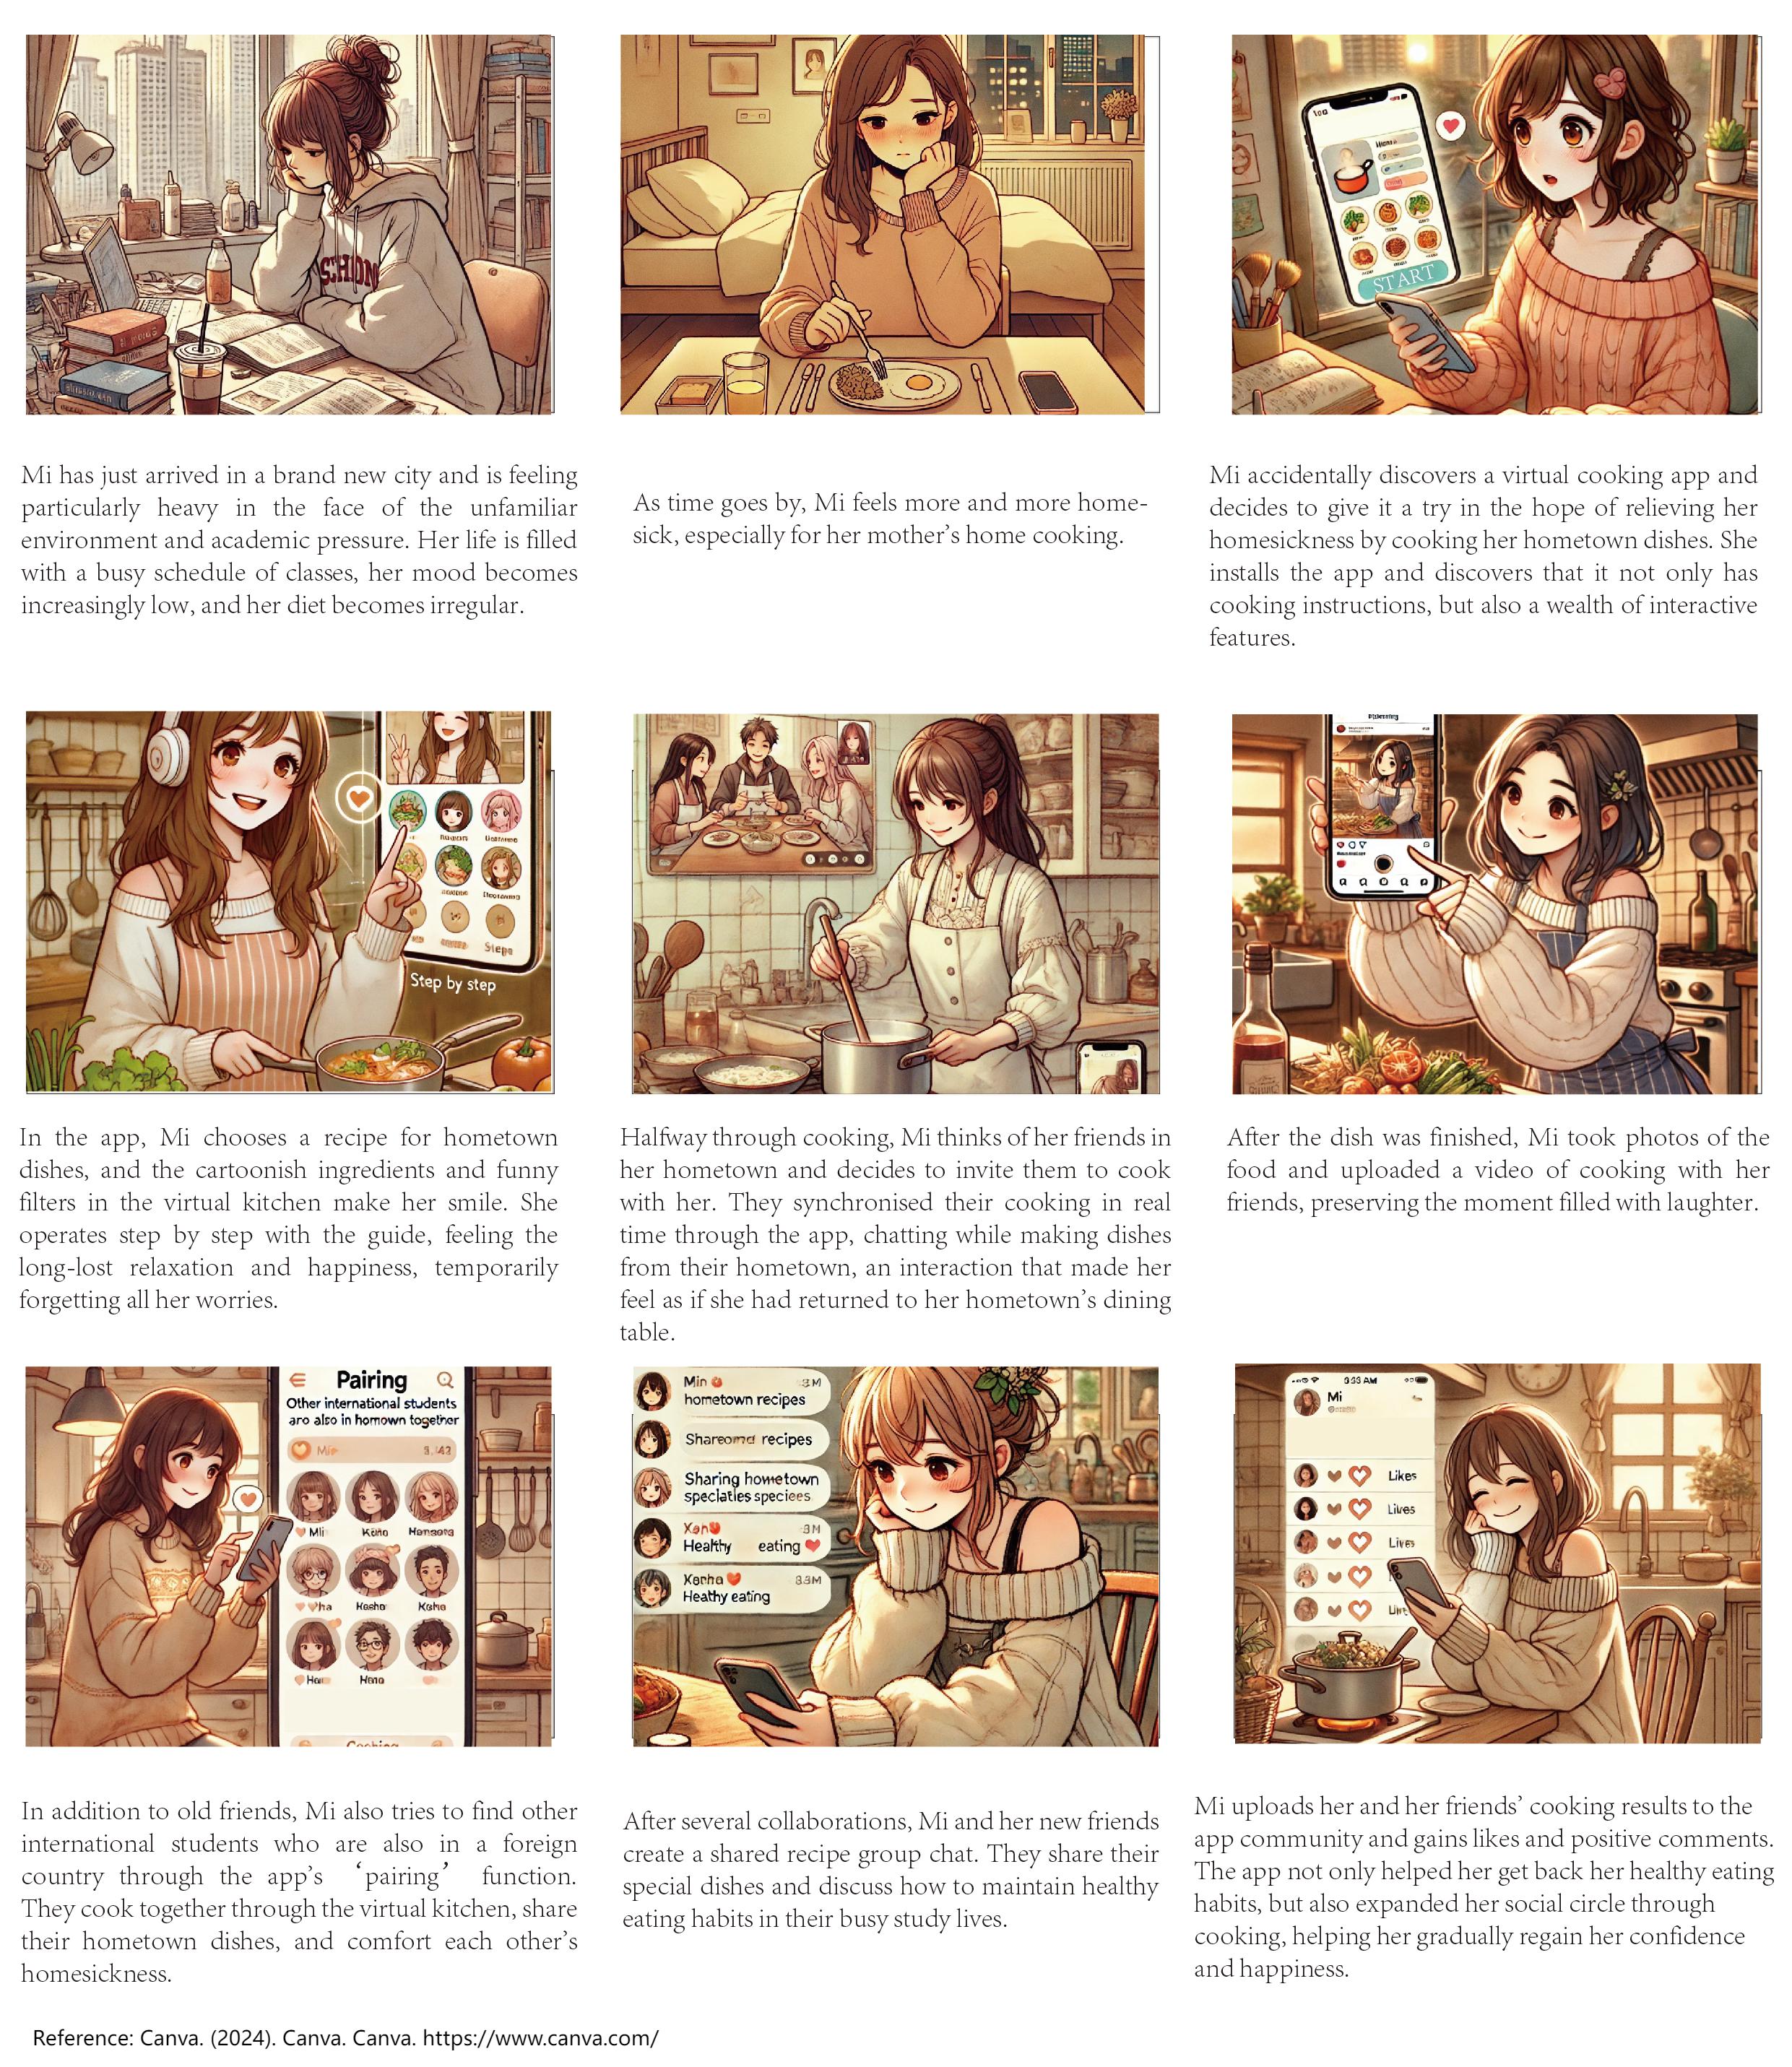 SCHION
START
Mi has just arrived in a brand new city and is feeling
particularly heavy in the face of the unfamiliar
environment and academic pressure. Her life is filled
with a busy schedule of classes, her mood becomes
increasingly low, and her diet becomes irregular.
As time goes by, Mi feels more and more home-
sick, especially for her mother's home cooking.
Mi accidentally discovers a virtual cooking app and
decides to give it a try in the hope of relieving her
homesickness by cooking her hometown dishes. She
installs the app and discovers that it not only has
cooking instructions, but also a wealth of interactive
features.
Steps
Step by step
In the app, Mi chooses a recipe for hometown
dishes, and the cartoonish ingredients and funny
filters in the virtual kitchen make her smile. She
operates step by step with the guide, feeling the
long-lost relaxation and happiness, temporarily
forgetting all her worries.
Halfway through cooking, Mi thinks of her friends in
her hometown and decides to invite them to cook
with her. They synchronised their cooking in real
time through the app, chatting while making dishes
from their hometown, an interaction that made her
feel as if she had returned to her hometown's dining
table.
After the dish was finished, Mi took photos of the
food and uploaded a video of cooking with her
friends, preserving the moment filled with laughter.
Pairing
Other international students
aro also in homown together
Mli Kaho
Kosho Koho
Hona
Min 3M
hometown recipes
recipes
Sharing hometown
speclaties speciees
3M
Healthy eating
Xerha 33M
Heathy eating
3:33 AM
Mi
Likes
Lives
Lives
In addition to old friends, Mi also tries to find other
international students who are also in a foreign
country through the app's ‘pairing’ function.
They cook together through the virtual kitchen, share
their hometown dishes, and comfort each other's
homesickness.
After several collaborations, Mi and her new friends
create a shared recipe group chat. They share their
special dishes and discuss how to maintain healthy
eating habits in their busy study lives.
Mi uploads her and her friends' cooking results to the
app community and gains likes and positive comments.
The app not only helped her get back her healthy eating
habits, but also expanded her social circle through
cooking, helping her gradually regain her confidence
and happiness.
Reference: Canva. (2024). Canva. Canva. https://www.canva.com/